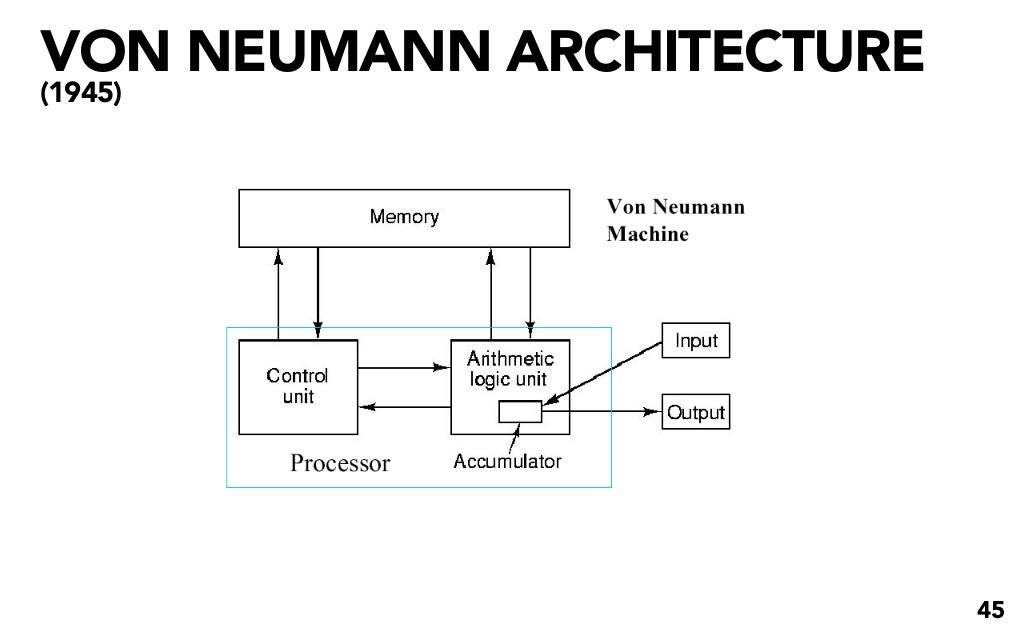 VON NEUMANN ARCHITECTURE
(1945)
Memory
Von Neumann
Machine
Input
Arithmetic
logic unit
Control
unit
Output
Processor
Accumulator
45